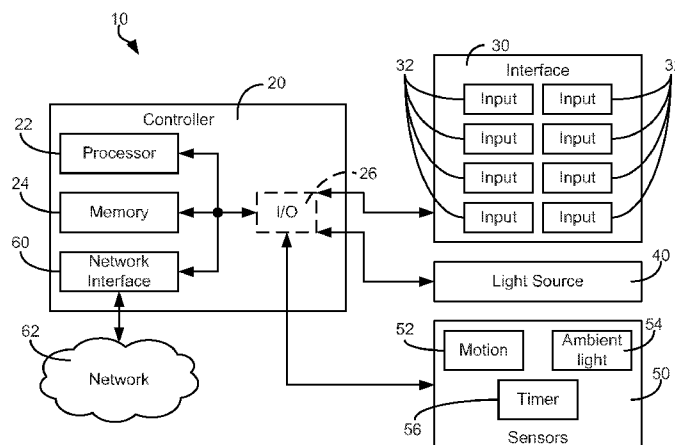 10
20
30
32
32
Interface
Input Input
Input Input
Input Input
Input Input
Controller
22
Processor
24
Memory
26
I/O
60
Network
Interface
40
Light Source
62
Network
52
54
Motion
Ambient
light
50
Timer
56
Sensors